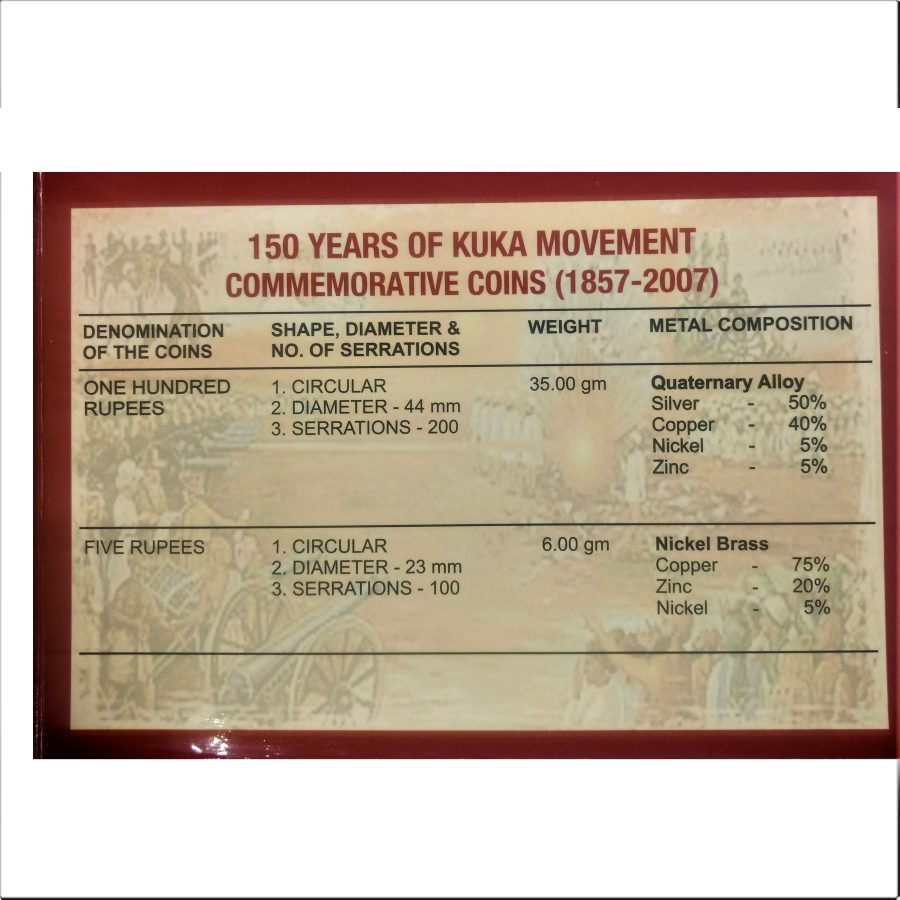 150 YEARS OF KUKA MOVEMENT
COMMEMORATIVE COINS (1857-2007)
DENOMINATION OF THE COINS SHAPE, DIAMETER & NO. OF SERRATIONS WEIGHT METAL COMPOSITION
ONE HUNDRED RUPEES
1. CIRCULAR
2. DIAMETER - 44 mm
3. SERRATIONS - 200
35.00 gm
Quaternary Alloy
Silver - 50%
Copper - 40%
Nickel - 5%
Zinc - 5%
FIVE RUPEES
1. CIRCULAR
2. DIAMETER - 23 mm
3. SERRATIONS - 100
6.00 gm
Nickel Brass
Copper - 75%
Zinc - 20%
Nickel - 5%